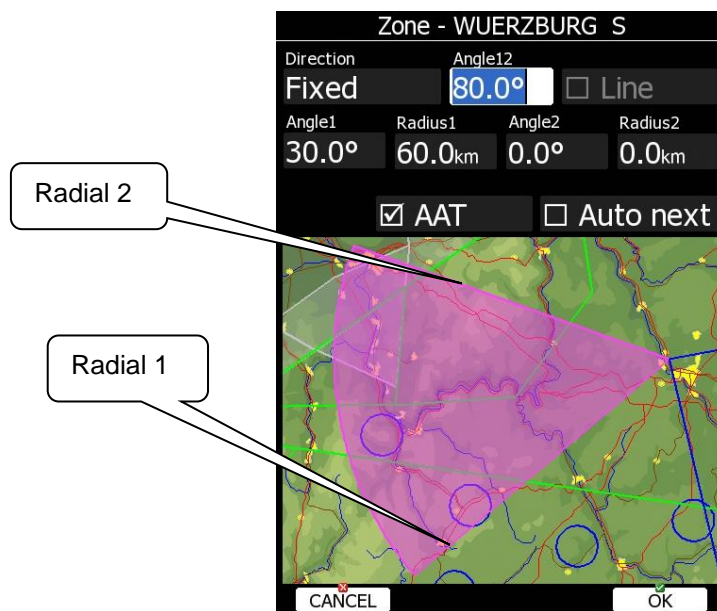 Zone - WUERZBURG S
Direction Angle12
Fixed 80.0° Line
Angle1 Radius1 Angle2 Radius2
30.0° 60.0km 0.0° 0.0km
AAT Auto next
Radial 2
Radial 1
CANCEL OK